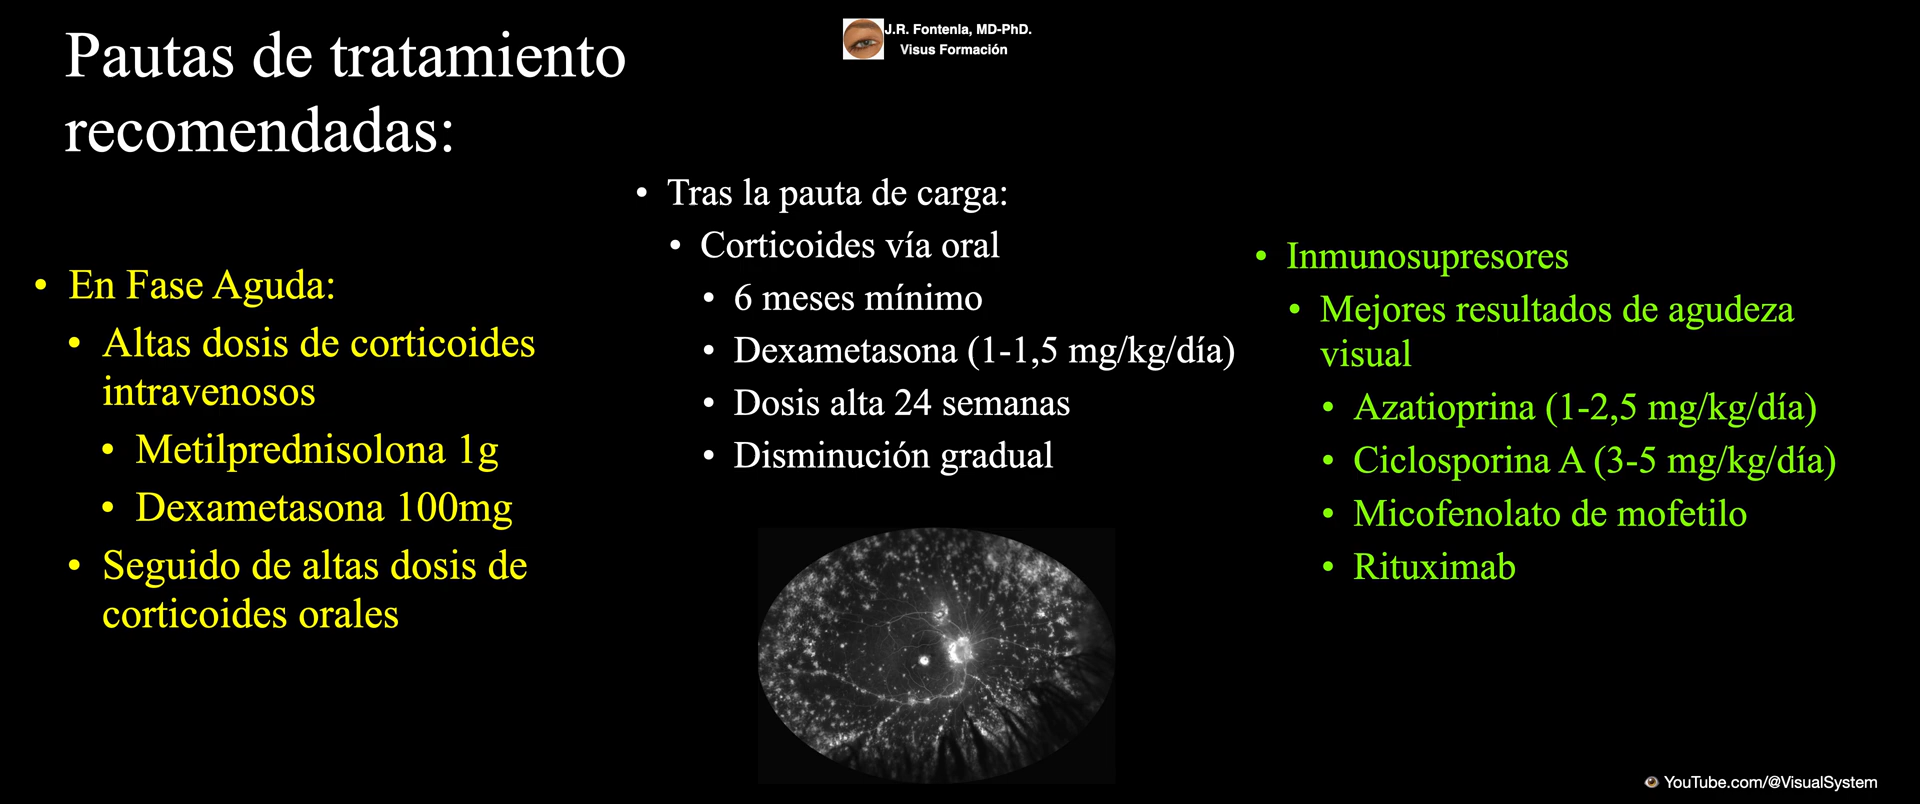 Pautas de tratamiento
recomendadas:
J.R. Fontenla, MD-PhD.
Visus Formación
• En Fase Aguda:
• Altas dosis de corticoides
intravenosos
• Metilprednisolona 1g
• Dexametasona 100mg
• Seguido de altas dosis de
corticoides orales
• Tras la pauta de carga:
• Corticoides vía oral
• 6 meses mínimo
• Dexametasona (1-1,5 mg/kg/día)
• Dosis alta 24 semanas
• Disminución gradual
• Inmunosupresores
• Mejores resultados de agudeza
visual
• Azatioprina (1-2,5 mg/kg/día)
• Ciclosporina A (3-5 mg/kg/día)
• Micofenolato de mofetilo
• Rituximab
YouTube.com/@VisualSystem